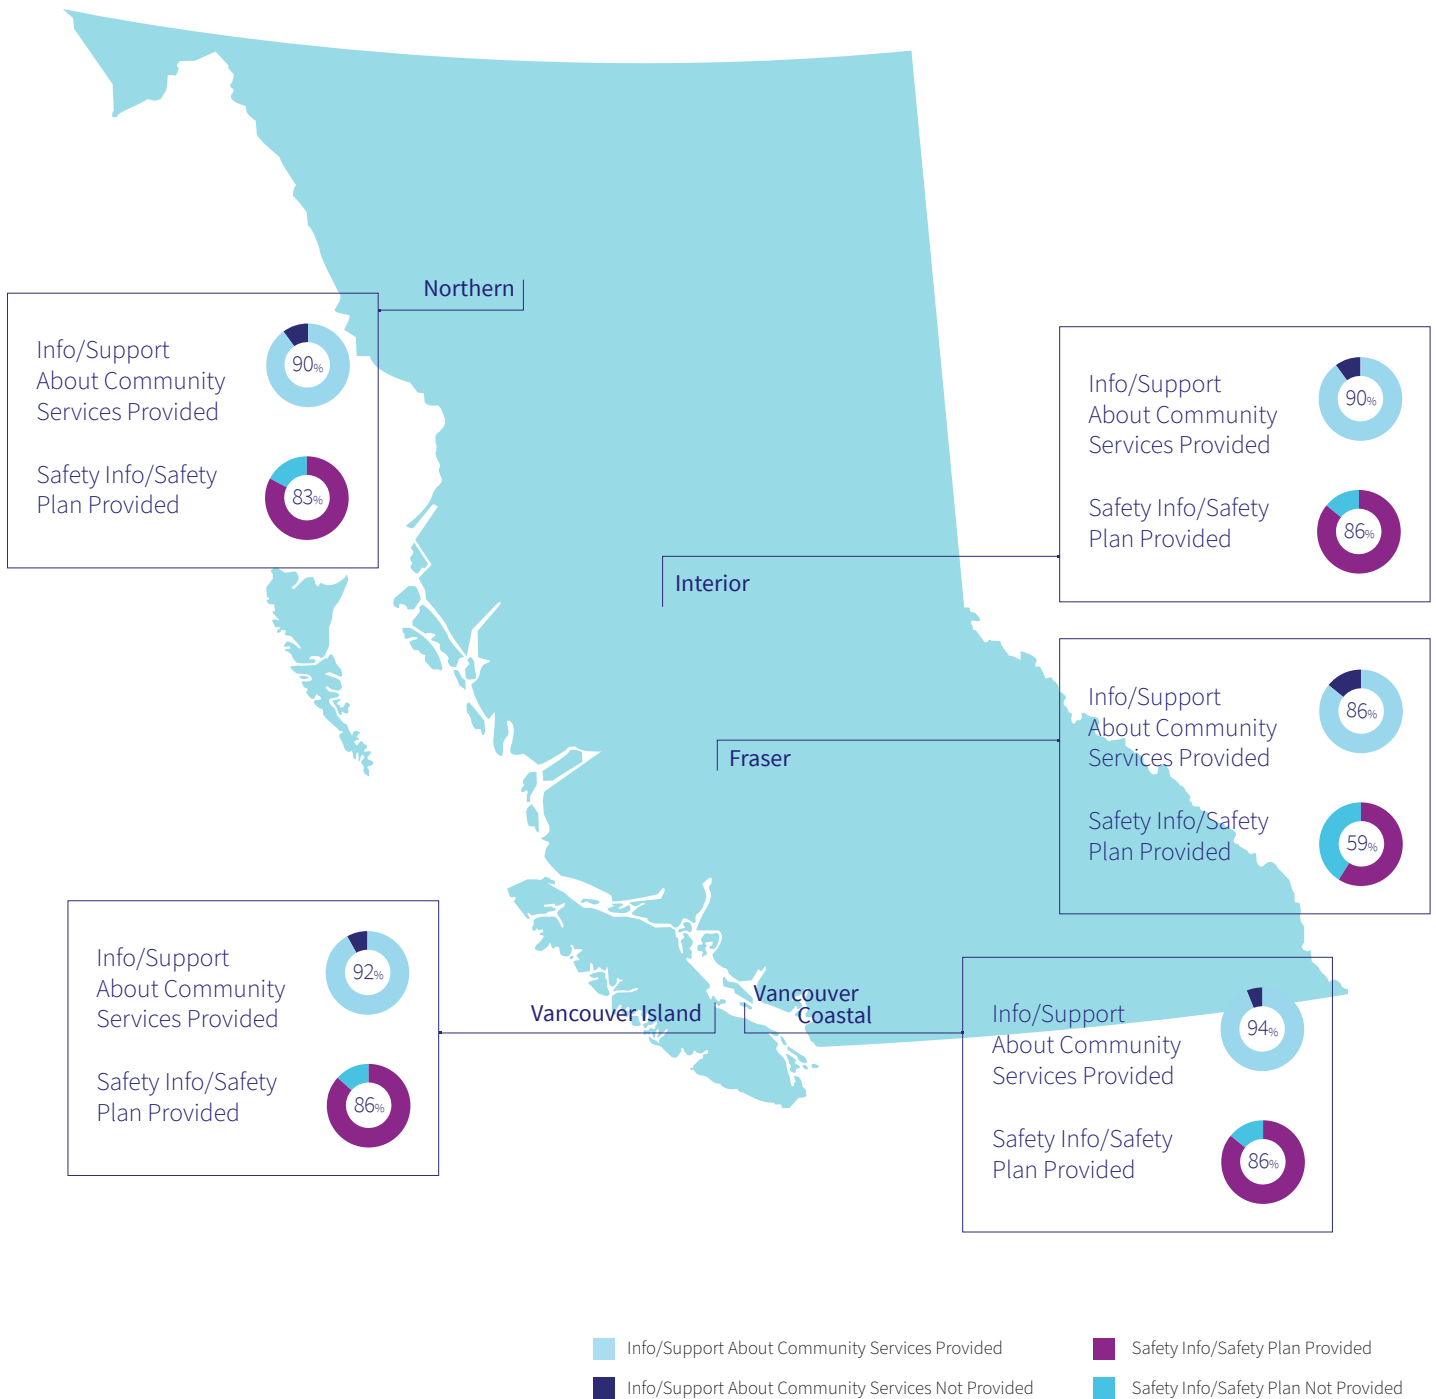 Northern
Info/Support
About Community
Services Provided
90%
Safety Info/Safety
Plan Provided
83%
Interior
Info/Support
About Community
Services Provided
90%
Safety Info/Safety
Plan Provided
86%
Fraser
Info/Support
About Community
Services Provided
86%
Safety Info/Safety
Plan Provided
59%
Vancouver Island
Info/Support
About Community
Services Provided
92%
Safety Info/Safety
Plan Provided
86%
Vancouver
Coastal
Info/Support
About Community
Services Provided
94%
Safety Info/Safety
Plan Provided
86%
Info/Support About Community Services Provided
Info/Support About Community Services Not Provided
Safety Info/Safety Plan Provided
Safety Info/Safety Plan Not Provided